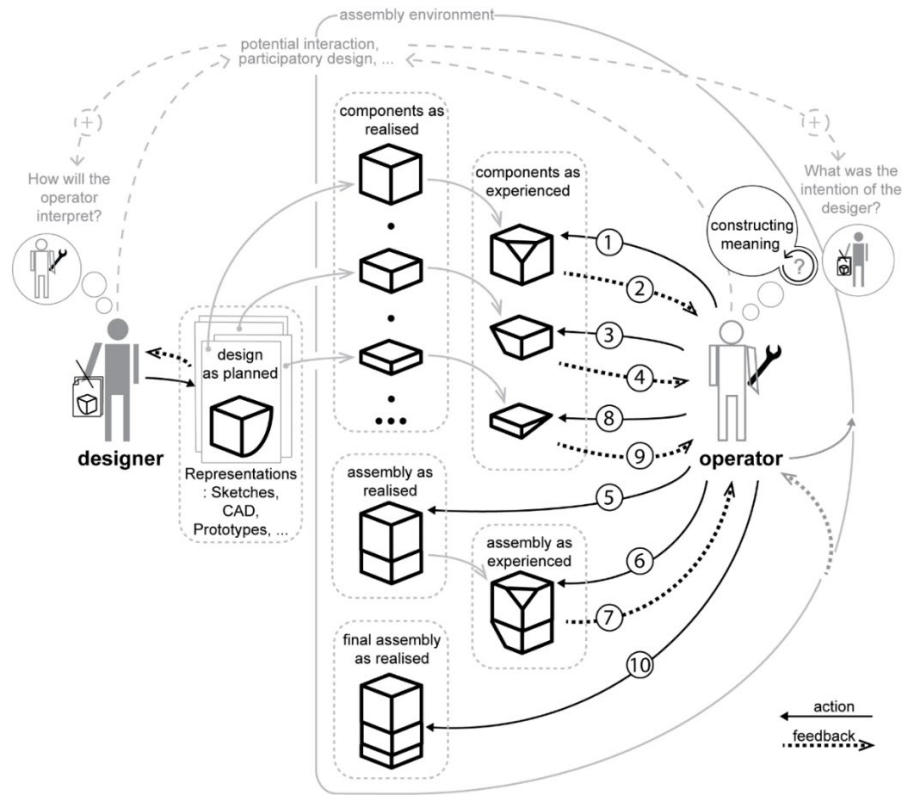 assembly environment
potential interaction,
participatory design, ...
+
+
How will the
operator
interpret?
What was the
intention of the
desiger?
components as
realised
components as
experienced
constructing
meaning
?
1
2
3
4
8
9
design
as planned
designer
Representations
: Sketches,
CAD,
Prototypes, ...
operator
assembly as
realised
5
assembly as
experienced
6
7
final assembly
as realised
10
action
feedback